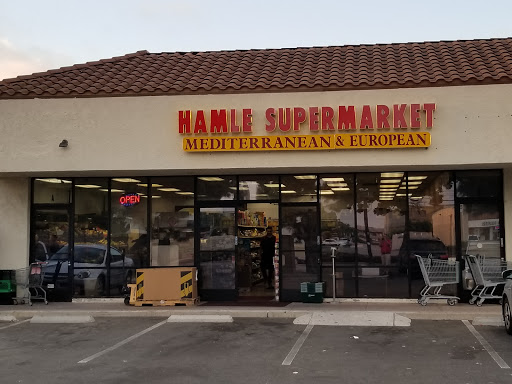 HAMLE SUPERMARKET
MEDITERRANEAN & EUROPEAN
OPEN